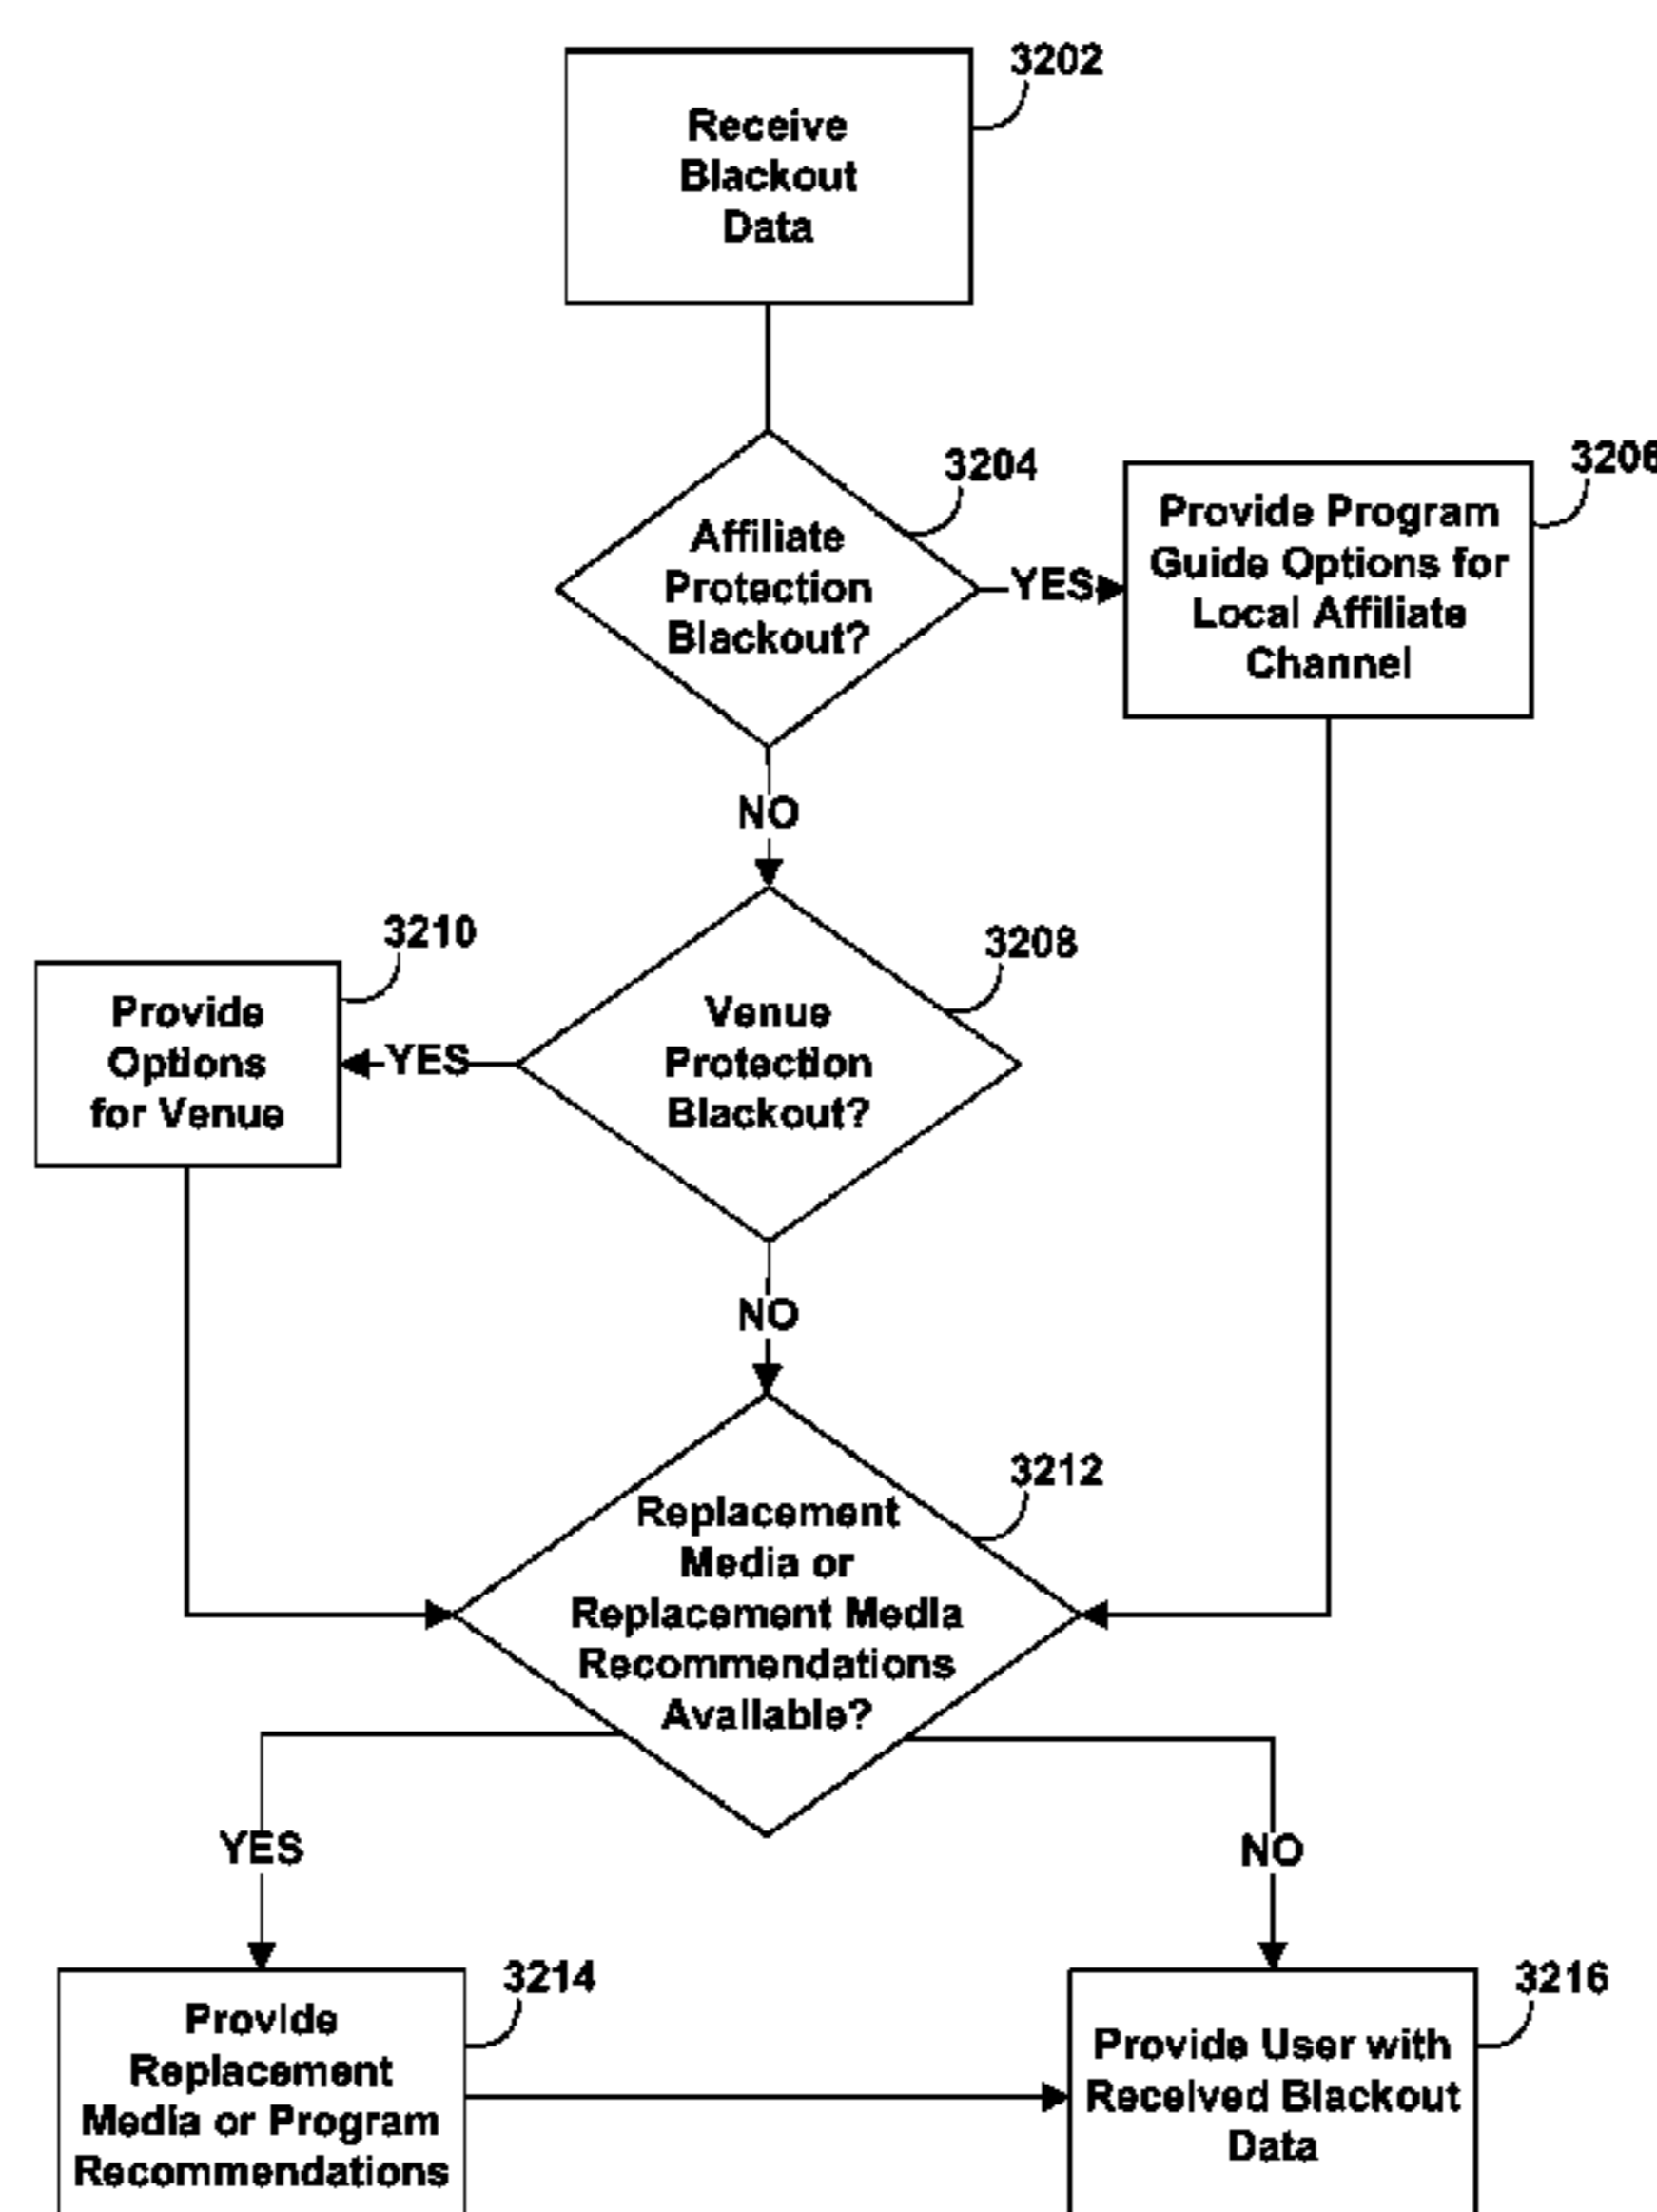 3202
Receive
Blackout
Data
3204
Affiliate
Protection
Blackout?
YES
3206
Provide Program
Guide Options for
Local Affiliate
Channel
NO
3210
Provide
Options
for Venue
YES
3208
Venue
Protection
Blackout?
NO
3212
Replacement
Media or
Replacement Media
Recommendations
Available?
YES
NO
3214
Provide
Replacement
Media or Program
Recommendations
3216
Provide User with
Received Blackout
Data